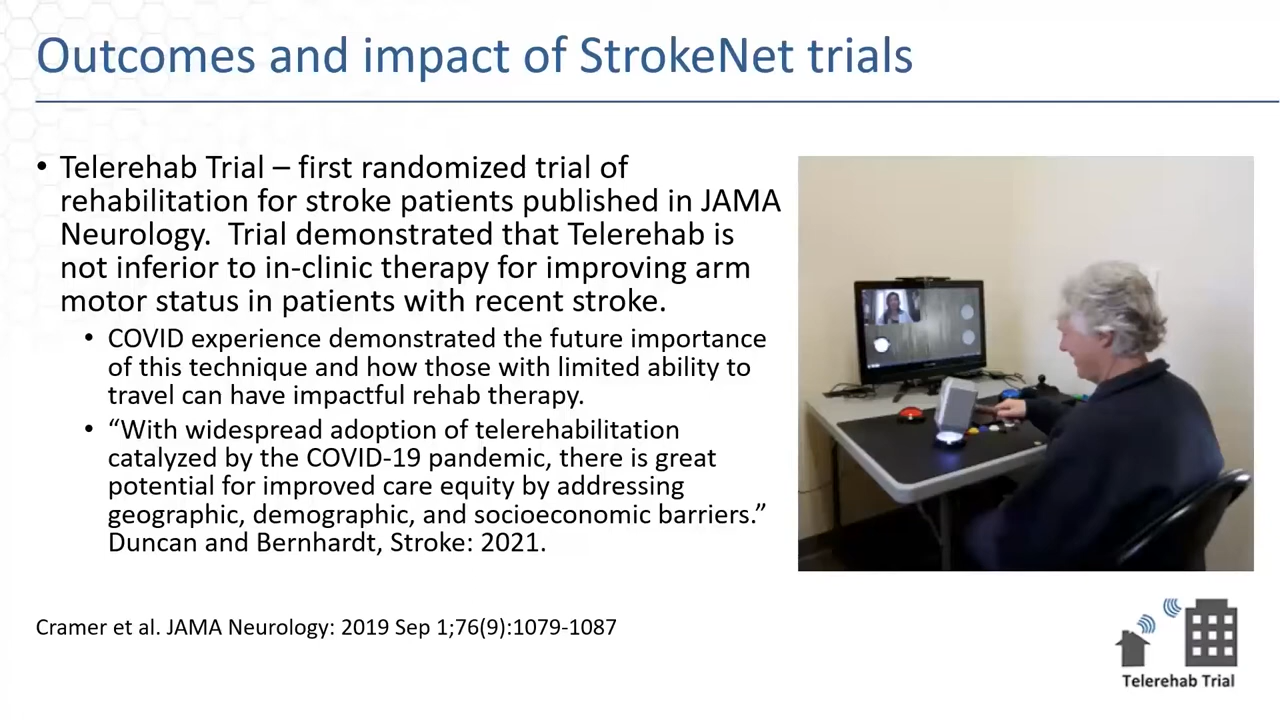 Outcomes and impact of StrokeNet trials
• Telerehab Trial – first randomized trial of
rehabilitation for stroke patients published in JAMA
Neurology.  Trial demonstrated that Telerehab is
not inferior to in-clinic therapy for improving arm
motor status in patients with recent stroke.
• COVID experience demonstrated the future importance
of this technique and how those with limited ability to
travel can have impactful rehab therapy.
• “With widespread adoption of telerehabilitation
catalyzed by the COVID-19 pandemic, there is great
potential for improved care equity by addressing
geographic, demographic, and socioeconomic barriers.”
Duncan and Bernhardt, Stroke: 2021.
Cramer et al. JAMA Neurology: 2019 Sep 1;76(9):1079-1087
Telerehab Trial